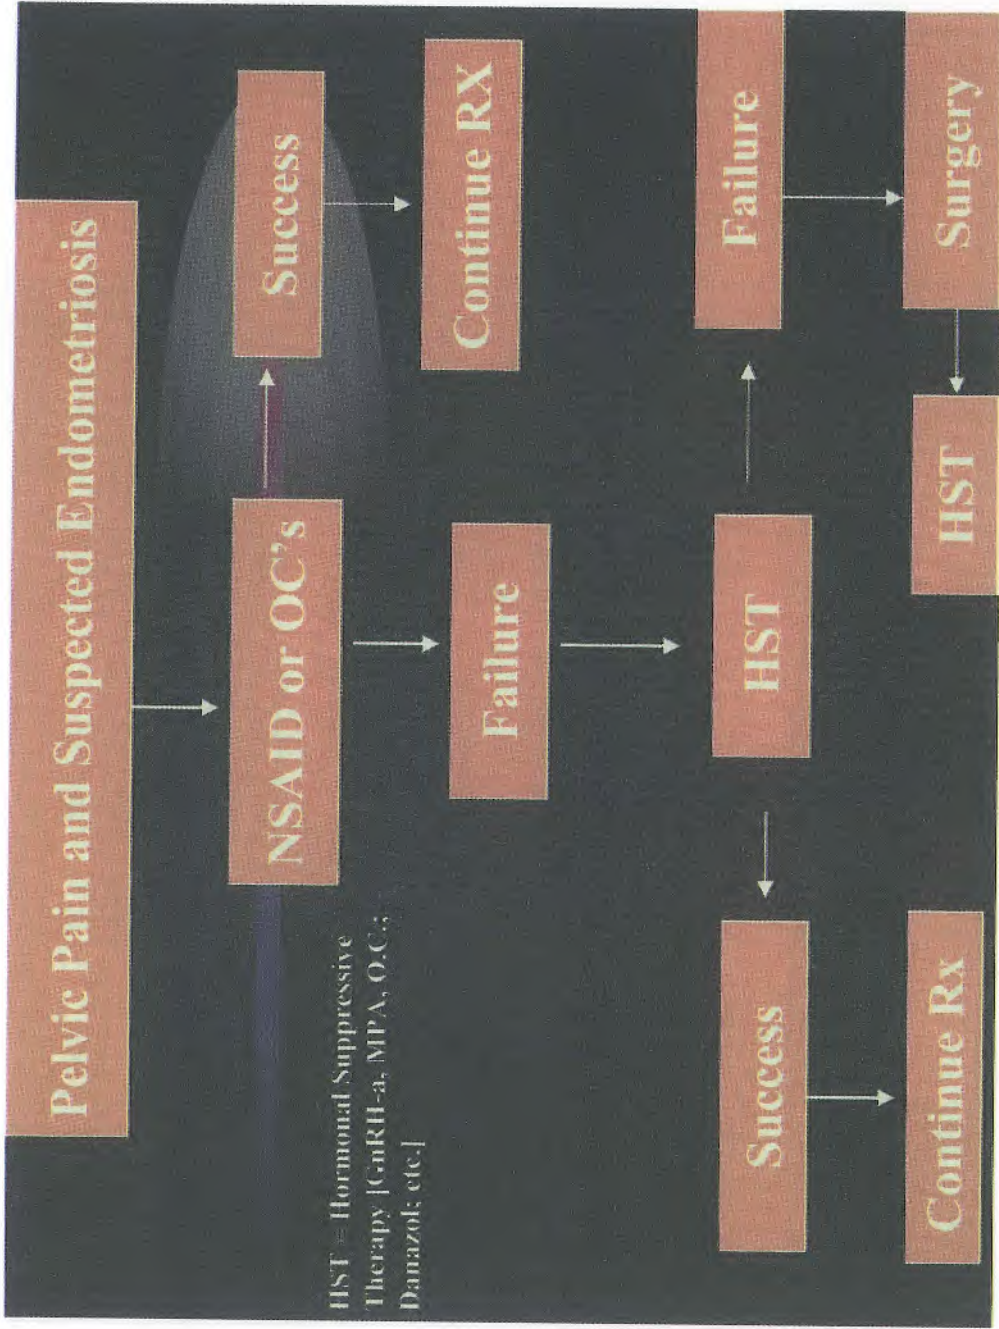 Pelvic Pain and Suspected Endometriosis
NSAID or OC's
Success
Continue RX
HST = Hormonal Suppressive
Therapy [GnRH-a, MPA, O.C.;
Danazol; etc.]
Failure
Success
HST
Failure
Continue Rx
HST
Surgery